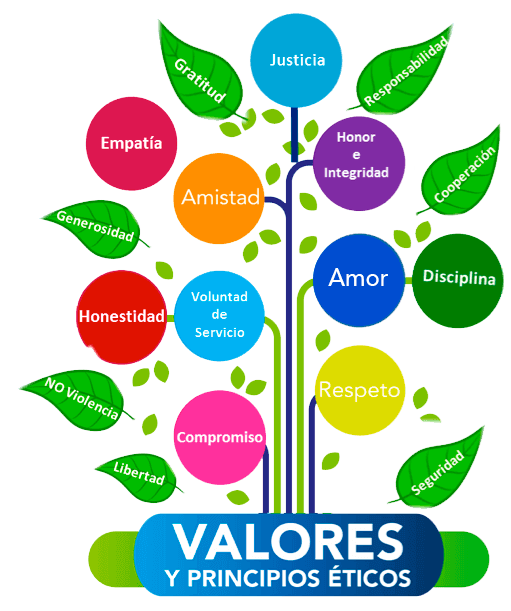 Justicia
Gratitud
Responsabilidad
Empatía
Honor
e
Integridad
Amistad
Cooperación
Generosidad
Amor
Disciplina
Honestidad
Voluntad
de
Servicio
NO Violencia
Respeto
Compromiso
Libertad
Seguridad
VALORES
Y PRINCIPIOS ÉTICOS